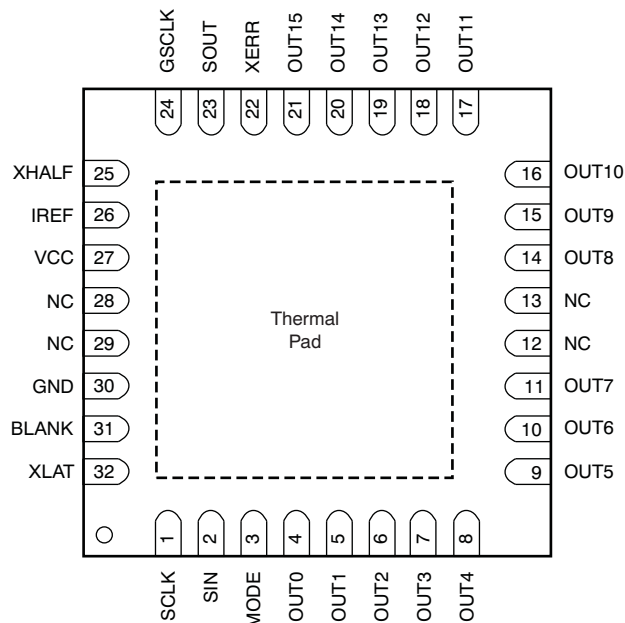 GSCLK SOUT XERR OUT15 OUT14 OUT13 OUT12 OUT11
24 23 22 21 20 19 18 17
XHALF 25
IREF 26
VCC 27
NC 28
NC 29
GND 30
BLANK 31
XLAT 32
Thermal
Pad
16 OUT10
15 OUT9
14 OUT8
13 NC
12 NC
11 OUT7
10 OUT6
9 OUT5
1 2 3 4 5 6 7 8
SCLK SIN MODE OUT0 OUT1 OUT2 OUT3 OUT4